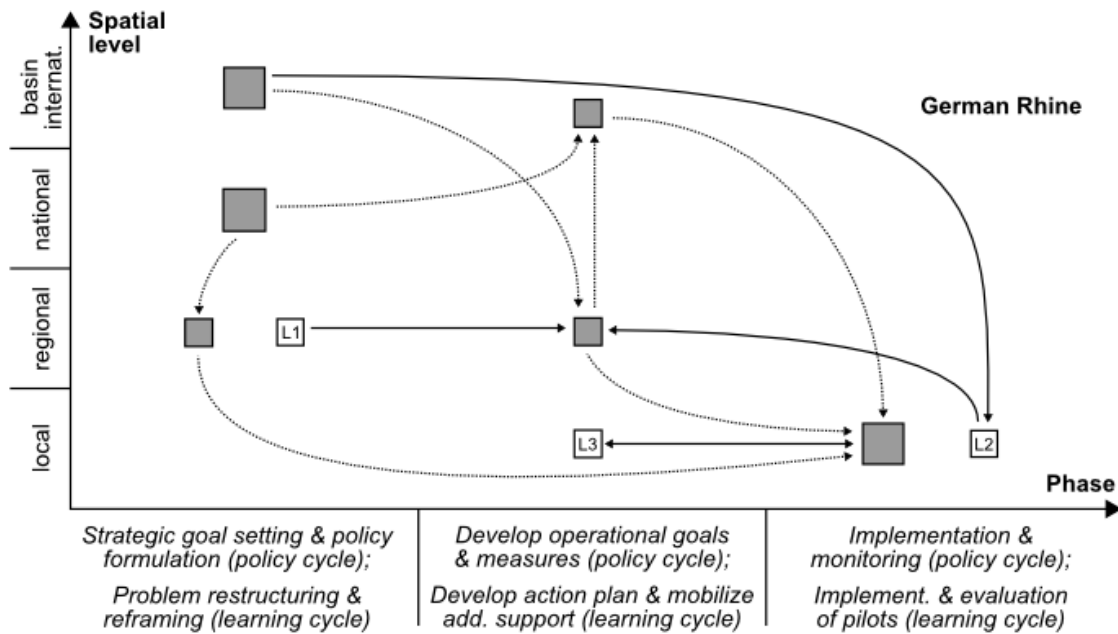 Spatial
level
basin
internat.
national
regional
local
German Rhine
L1
L3
L2
Phase
Strategic goal setting & policy
formulation (policy cycle);
Problem restructuring &
reframing (learning cycle)
Develop operational goals
& measures (policy cycle);
Develop action plan & mobilize
add. support (learning cycle)
Implementation &
monitoring (policy cycle);
Implement. & evaluation
of pilots (learning cycle)